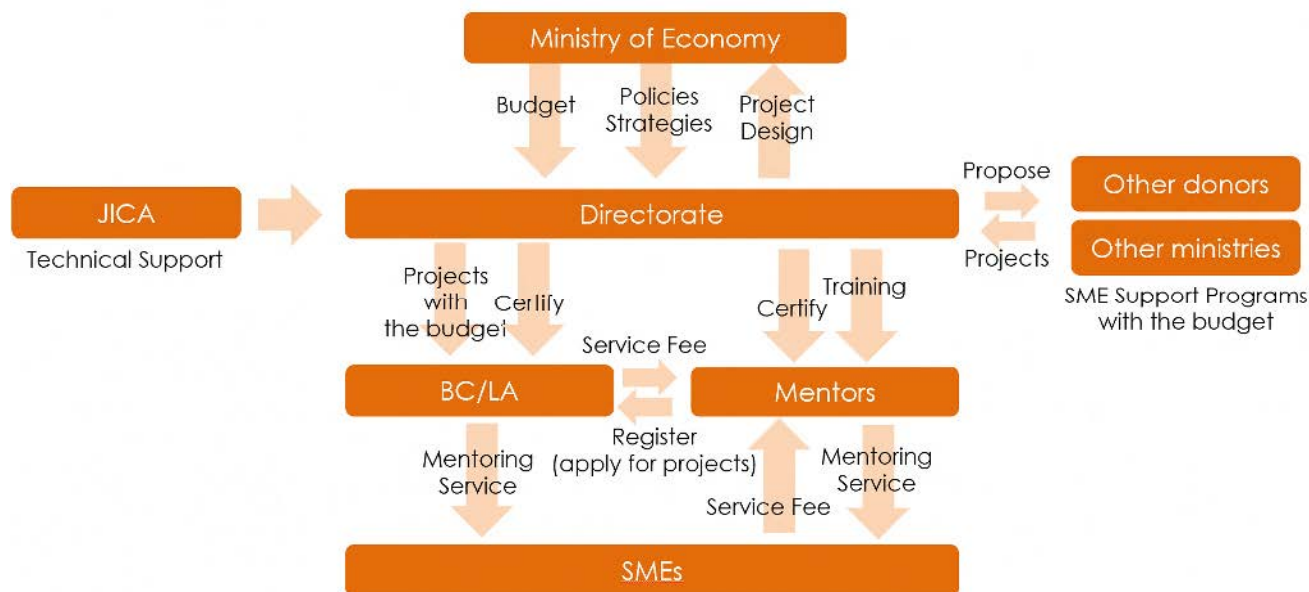 Ministry of Economy
Budget
Policies
Strategies
Project
Design
JICA
Technical Support
Directorate
Propose
Projects
Other donors
Other ministries
SME Support Programs
with the budget
Projects
with
the budget
Certify
Certify
Training
Service Fee
BC/LA
Mentors
Register
(apply for projects)
Mentoring
Service
Service Fee
Mentoring
Service
SMEs